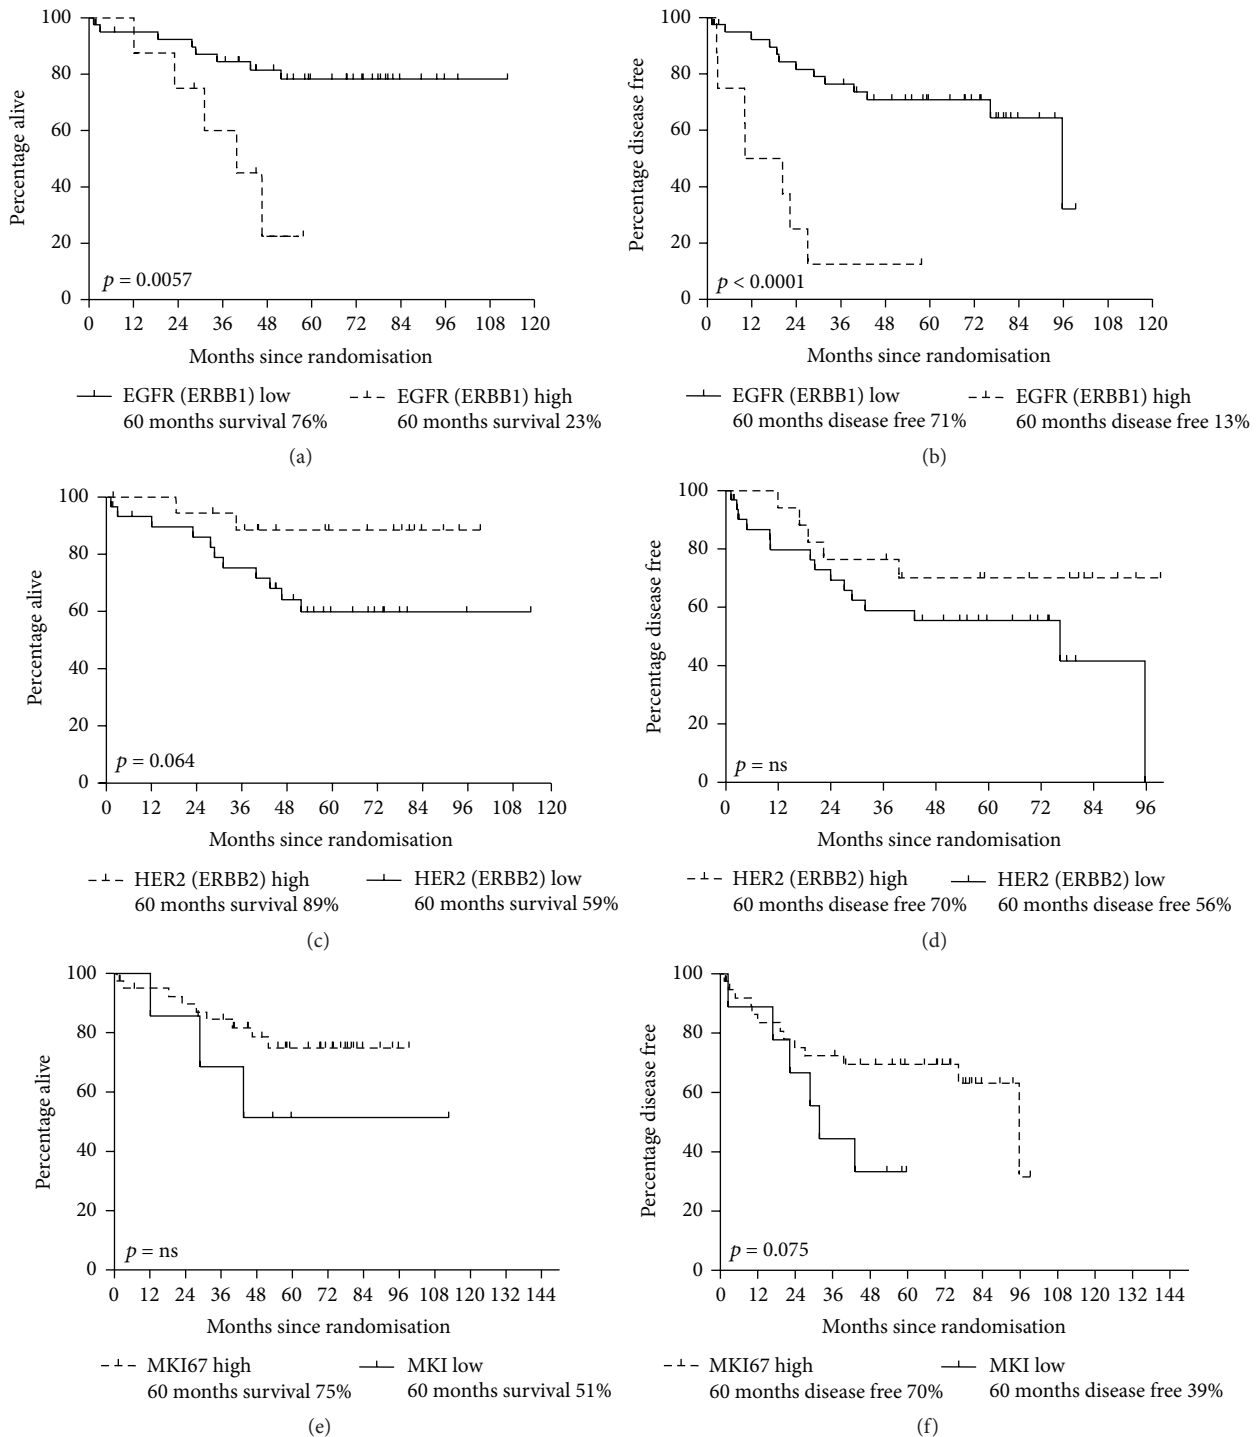 100
80
60
40
20
0
Percentage alive
p = 0.0057
0 12 24 36 48 60 72 84 96 108 120
Months since randomisation
EGFR (ERBB1) low
60 months survival 76%
EGFR (ERBB1) high
60 months survival 23%
(a)
100
80
60
40
20
0
Percentage disease free
p < 0.0001
0 12 24 36 48 60 72 84 96 108 120
Months since randomisation
EGFR (ERBB1) low
60 months disease free 71%
EGFR (ERBB1) high
60 months disease free 13%
(b)
100
80
60
40
20
0
Percentage alive
p = 0.064
0 12 24 36 48 60 72 84 96 108 120
Months since randomisation
HER2 (ERBB2) high
60 months survival 89%
HER2 (ERBB2) low
60 months survival 59%
(c)
100
80
60
40
20
0
Percentage disease free
p = ns
0 12 24 36 48 60 72 84 96
Months since randomisation
HER2 (ERBB2) high
60 months disease free 70%
HER2 (ERBB2) low
60 months disease free 56%
(d)
100
80
60
40
20
0
Percentage alive
p = ns
0 12 24 36 48 60 72 84 96 108 120 132 144
Months since randomisation
MKI67 high
60 months survival 75%
MKI low
60 months survival 51%
(e)
100
80
60
40
20
0
Percentage disease free
p = 0.075
0 12 24 36 48 60 72 84 96 108 120 132 144
Months since randomisation
MKI67 high
60 months disease free 70%
MKI low
60 months disease free 39%
(f)